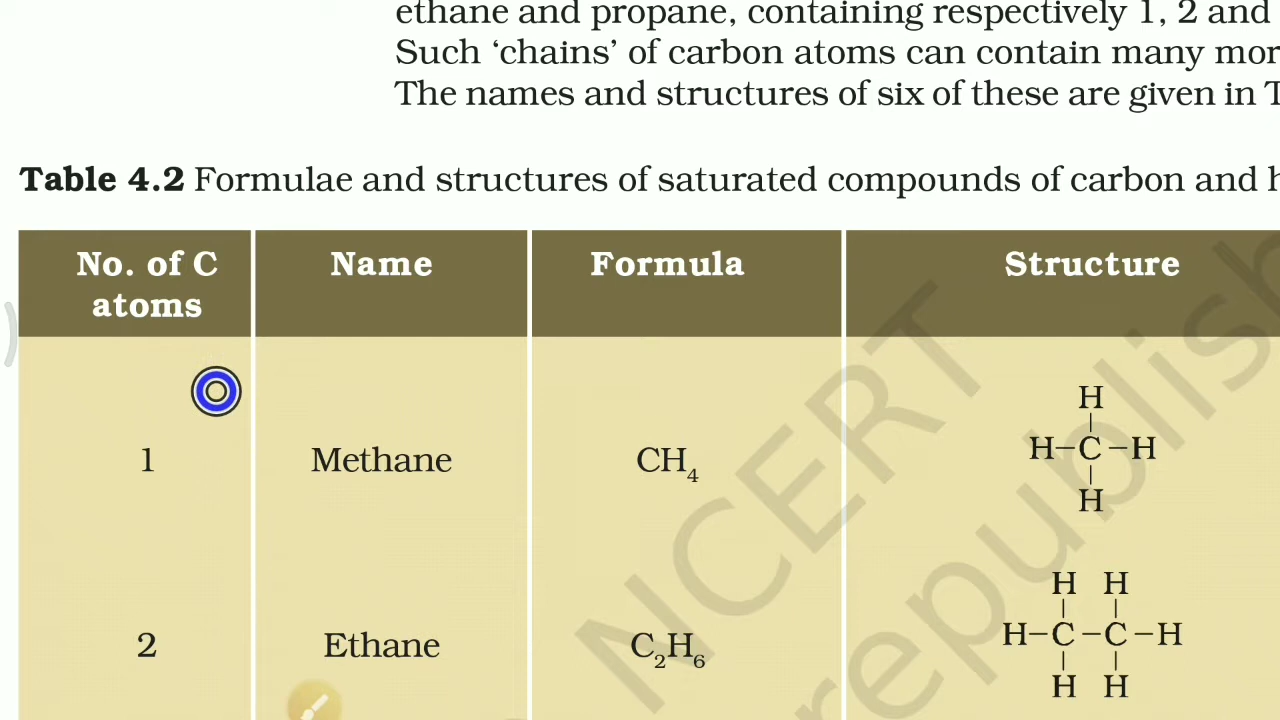 ethane and propane, containing respectively 1, 2 and
Such ‘chains’ of carbon atoms can contain many
The names and structures of six of these are given in
Table 4.2 Formulae and structures of saturated compounds of carbon and
No. of C atoms Name Formula Structure
H
H–C–H
1 Methane CH₄
H
H H
H–C–C–H
2 Ethane C₂H₆
H H
NCERT
republish